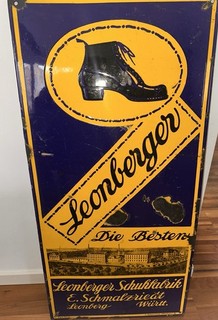 Leonberger
Die Besten
Leonberger Schuhfabrik
E. Schmalzriedt
Leonberg Württ.